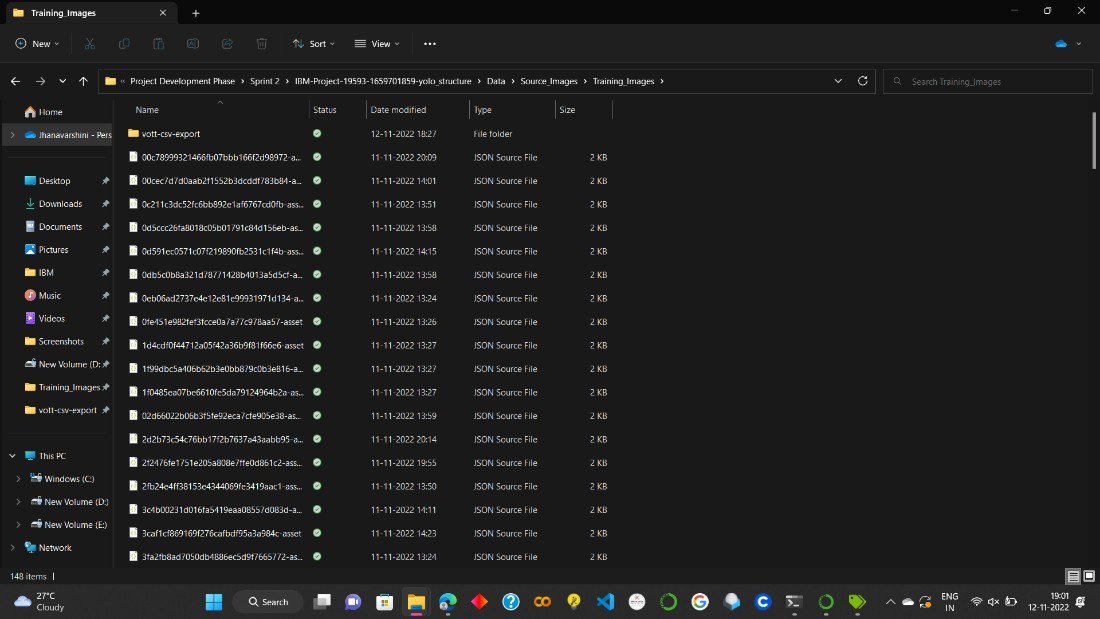 Training_Images
New
Sort
View
Project Development Phase > Sprint 2 > IBM-Project-19593-1659701859-yolo_structure > Data > Source_Images > Training_Images >
Search Training_Images
Home
Jhanavarshini - Pers
Desktop
Downloads
Documents
Pictures
IBM
Music
Videos
Screenshots
New Volume (D:
Training_Images
vott-csv-export
This PC
Windows (C:)
New Volume (D:)
New Volume (E:)
Network
Name Status Date modified Type Size
vott-csv-export 12-11-2022 18:27 File folder
00c78999321466fb07bbb166f2d98972-a... 11-11-2022 20:09 JSON Source File 2 KB
00cec7d7d0aab2f1552b3dcddf783b84-a... 11-11-2022 14:01 JSON Source File 2 KB
0c211c3dc52fc6bb892e1af6767cd0fb-ass... 11-11-2022 13:51 JSON Source File 2 KB
0d5ccc26fa8018c05b01791c84d156eb-as... 11-11-2022 13:58 JSON Source File 2 KB
0d591ec0571c07f219890fb2531c1f4b-ass... 11-11-2022 14:15 JSON Source File 2 KB
0db5c0b8a321d78771428b4013a5d5cf-a... 11-11-2022 13:58 JSON Source File 2 KB
0eb06ad2737e4e12e81e99931971d134-a... 11-11-2022 13:24 JSON Source File 2 KB
0fe451e982fef3fcce0a7a77c978aa57-asset 11-11-2022 13:26 JSON Source File 2 KB
1d4cdf0f44712a05f42a36b9f81f66e6-asset 11-11-2022 13:27 JSON Source File 2 KB
1f99dbc5a406b62b3e0bb879c0b3e816-a... 11-11-2022 13:27 JSON Source File 2 KB
1f0485ea07be6610fe5da79124964b2a-as... 11-11-2022 13:27 JSON Source File 2 KB
02d66022b06b3f5fe92eca7cfe905e38-as... 11-11-2022 13:59 JSON Source File 2 KB
2d2b73c54c76bb17f2b7637a43aabb95-a... 11-11-2022 20:14 JSON Source File 2 KB
2f2476fe1751e205a808e7ffe0d861c2-ass... 11-11-2022 19:55 JSON Source File 2 KB
2fb24e4ff38153e4344069fe3419aac1-ass... 11-11-2022 13:50 JSON Source File 2 KB
3c4b00231d016fa5419eaa08557d083d-a... 11-11-2022 14:11 JSON Source File 2 KB
3caf1cf869169f276cafbdf95a3a984c-asset 11-11-2022 14:23 JSON Source File 2 KB
3fa2fb8ad7050db4886ec5d9f7665772-as... 11-11-2022 13:24 JSON Source File 2 KB
148 items
27°C
Cloudy
Search
ENG
IN
19:01
12-11-2022